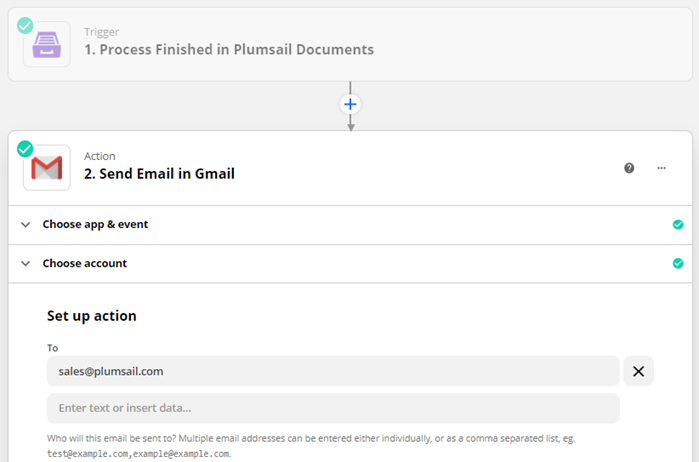 Trigger
1. Process Finished in Plumsail Documents
Action
2. Send Email in Gmail
Choose app & event
Choose account
Set up action
To
sales@plumsail.com
Enter text or insert data...
Who will this email be sent to? Multiple email addresses can be entered either individually, or as a comma separated list, eg.
test@example.com,example@example.com.